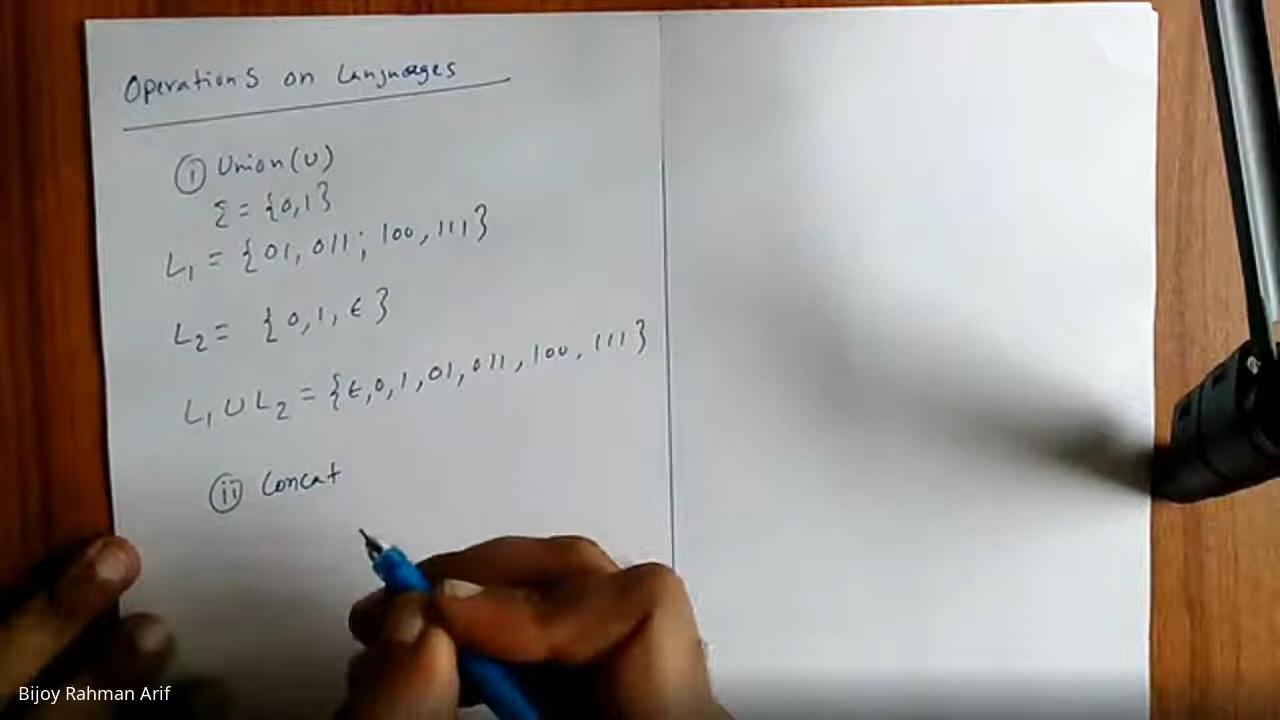 Operations on Languages
(i) Union(∪)
Σ = {0,1}
L₁ = {01, 011, 100, 111}
L₂ = {0, 1, ϵ}
L₁ ∪ L₂ = {ϵ, 0, 1, 01, 011, 100, 111}
(ii) Concat
Bijoy Rahman Arif